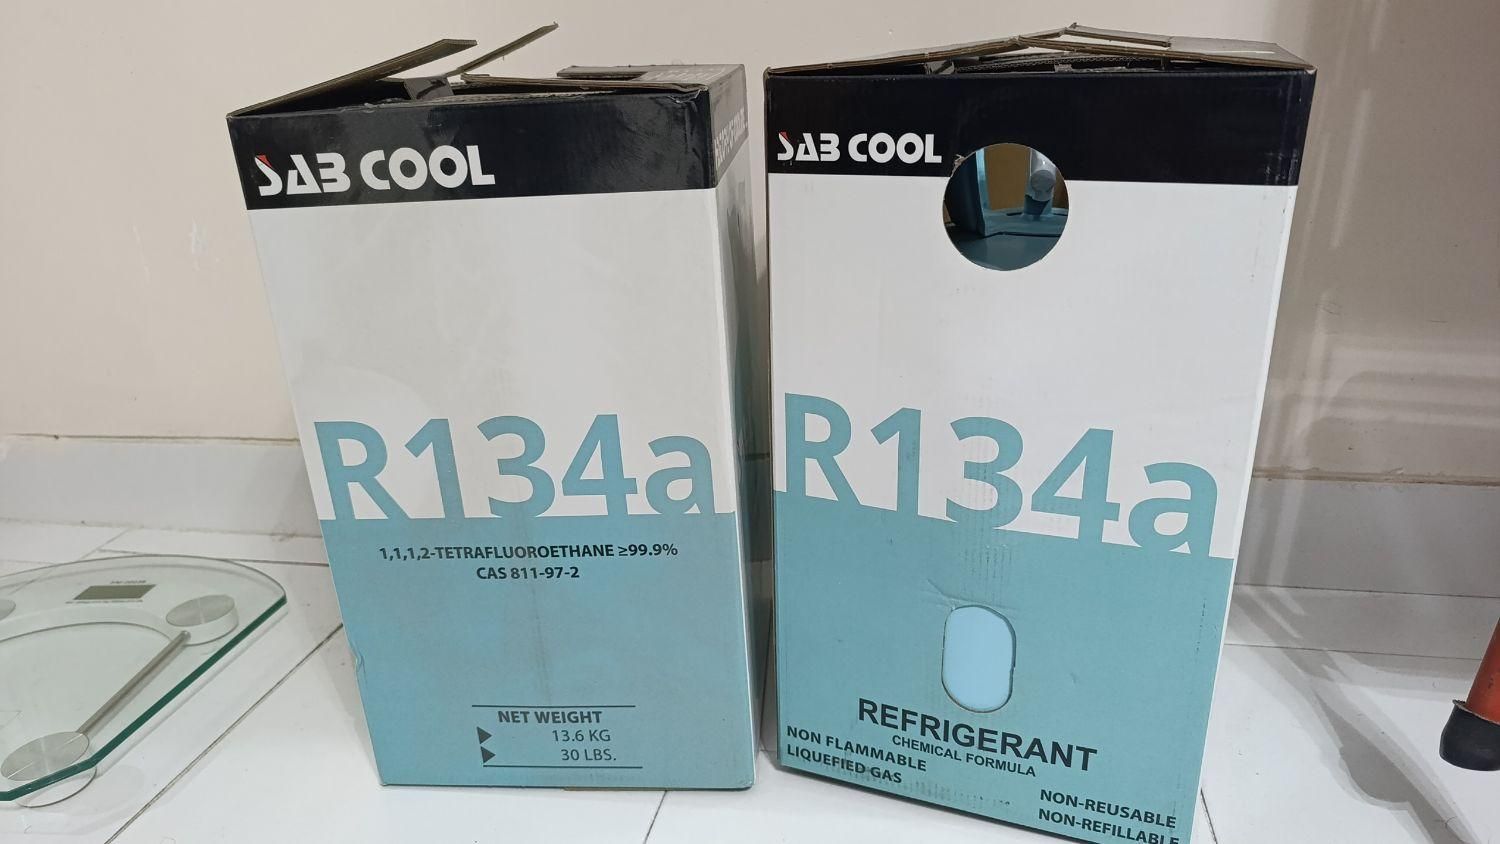 SAB COOL
R134a
1,1,1,2-TETRAFLUOROETHANE ≥99.9%
CAS 811-97-2
NET WEIGHT
13.6 KG
30 LBS.
SAB COOL
R134a
REFRIGERANT
CHEMICAL FORMULA
NON FLAMMABLE
LIQUEFIED GAS
NON-REUSABLE
NON-REFILLABLE